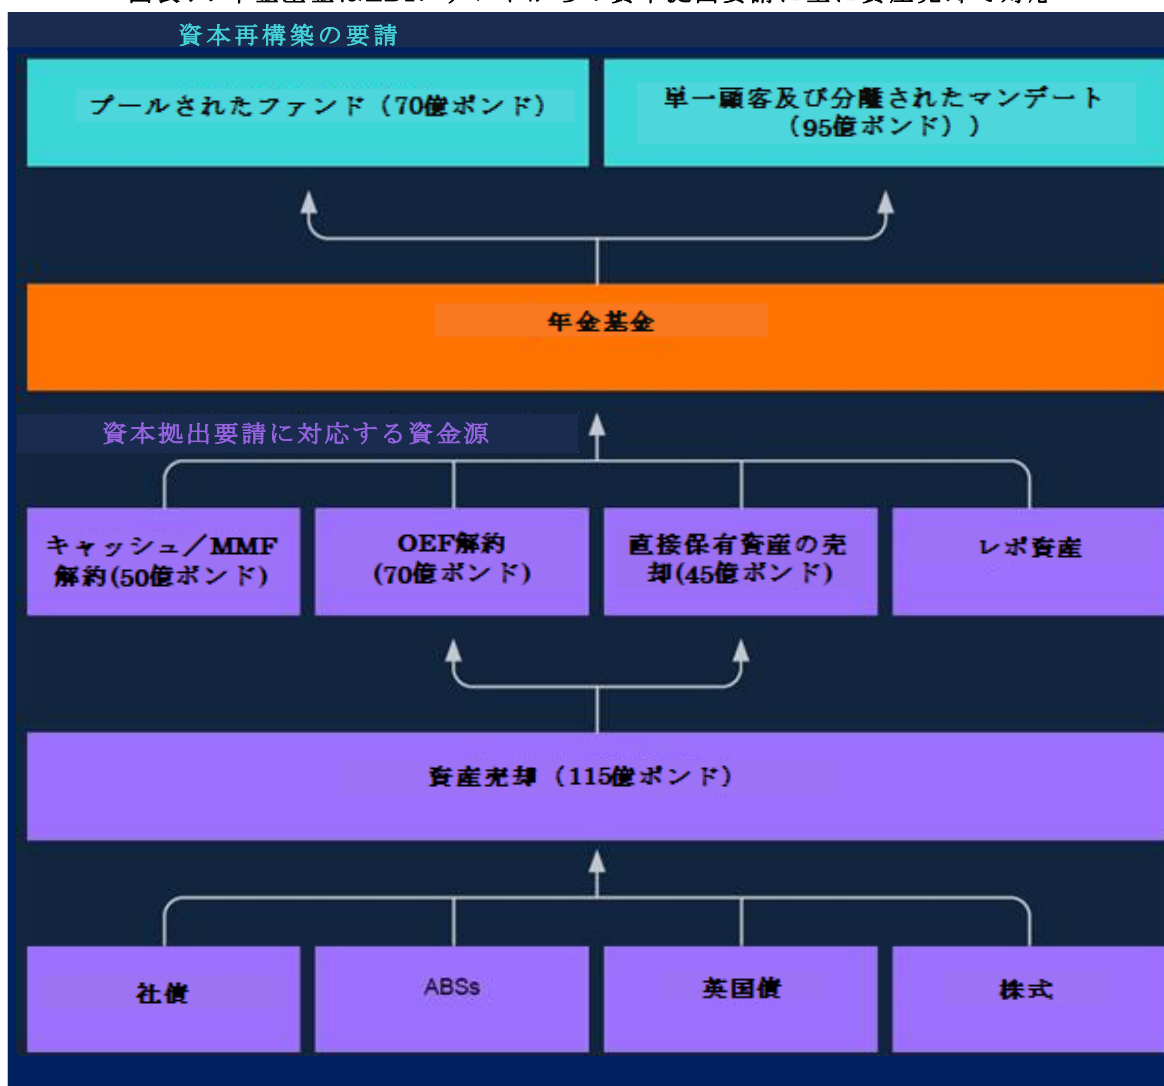 資本再構築の要請
プールされたファンド（70億ポンド）
単一顧客及び分離されたマンデート
（95億ポンド））
年金基金
資本拠出要請に対応する資金源
キャッシュ／MMF
解約(50億ポンド)
OEF解約
(70億ポンド)
直接保有資産の売
却(45億ポンド)
レポ資産
資産売却（115億ポンド）
社債
ABSs
英国債
株式